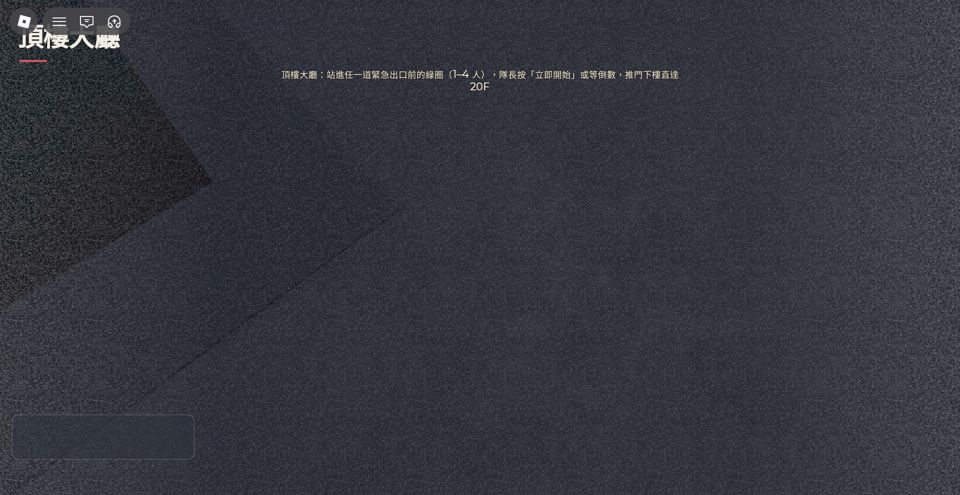 頂樓大廳
頂樓大廳：站進任一道緊急出口前的綠圈（1–4 人），隊長按「立即開始」或等倒數，推門下樓直達
20F